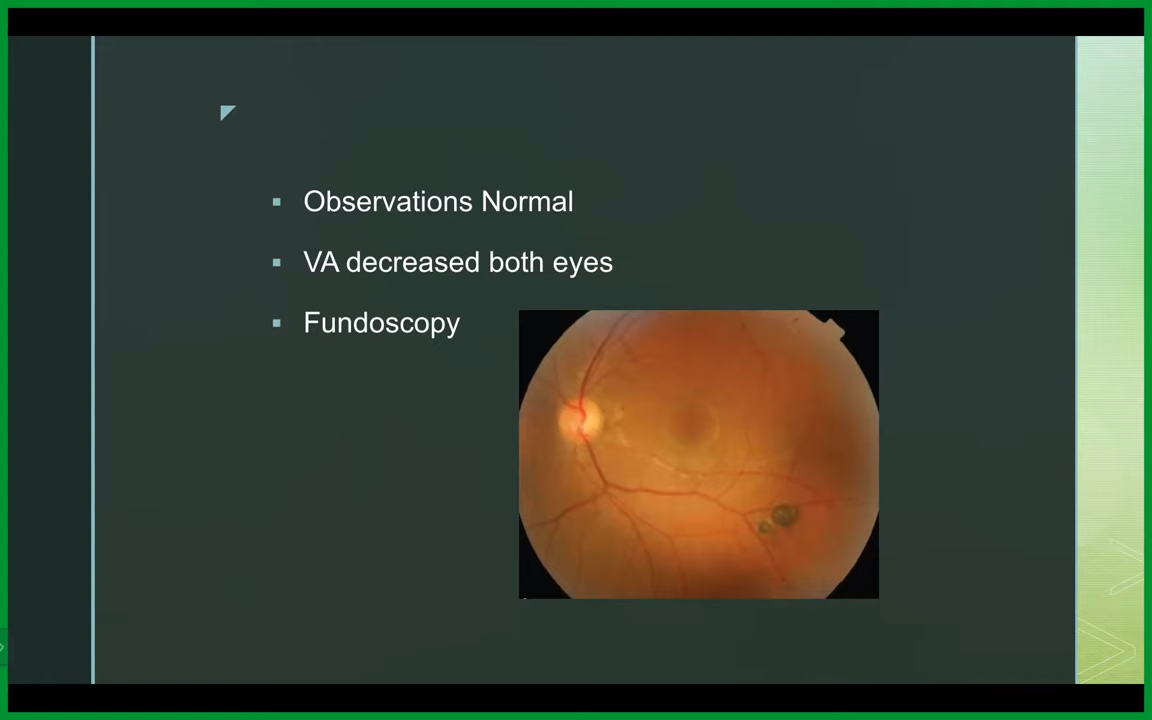 Observations Normal
VA decreased both eyes
Fundoscopy